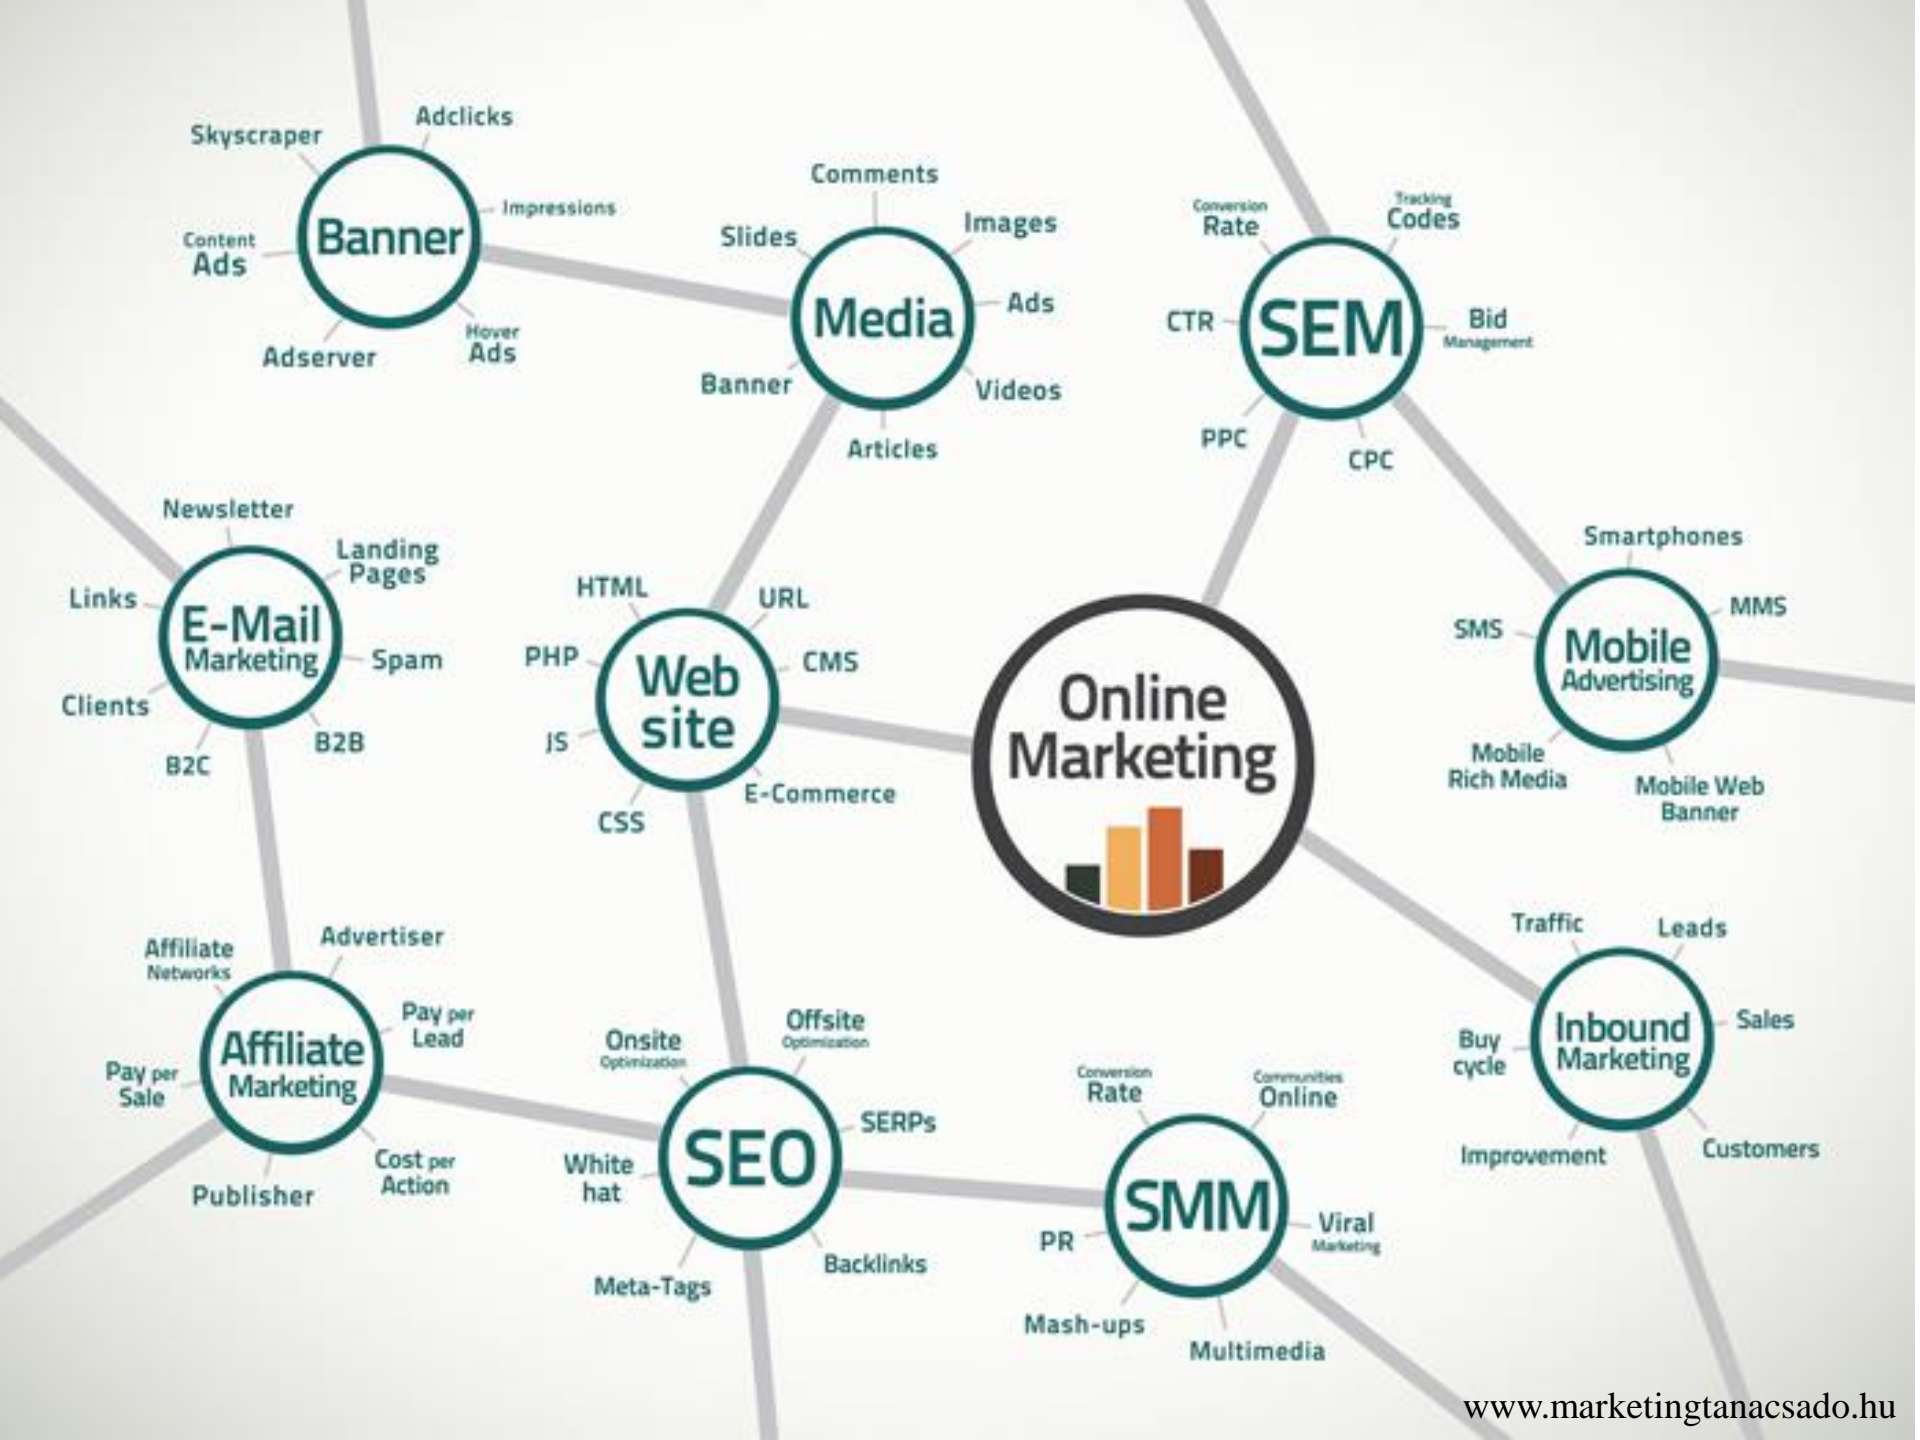 Adclicks
Skyscraper
Impressions
Banner
Content
Ads
Hover
Ads
Adserver
Comments
Images
Slides
Ads
Media
Banner
Videos
Articles
Conversion
Rate
Tracking
Codes
CTR
SEM
Bid
Management
PPC
CPC
Newsletter
Landing
Pages
Links
E-Mail
Marketing
Spam
Clients
B2B
B2C
HTML
URL
PHP
CMS
Web
site
JS
E-Commerce
CSS
Online
Marketing
Smartphones
MMS
SMS
Mobile
Advertising
Mobile
Rich Media
Mobile Web
Banner
Affiliate
Networks
Advertiser
Pay per
Lead
Affiliate
Marketing
Pay per
Sale
Cost per
Action
Publisher
Onsite
Optimization
Offsite
Optimization
SERPs
SEO
White
hat
Backlinks
Meta-Tags
Conversion
Rate
Communities
Online
SMM
PR
Viral
Marketing
Mash-ups
Multimedia
Traffic
Leads
Sales
Inbound
Marketing
Buy
cycle
Improvement
Customers
www.marketingtanacsado.hu